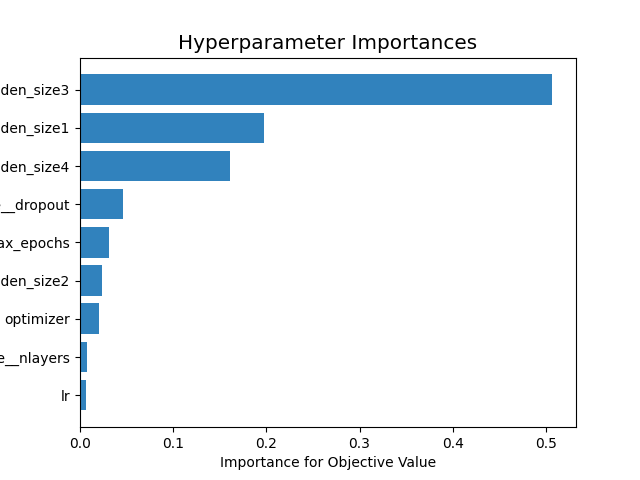 Hyperparameter Importances
den_size3
den_size1
den_size4
__dropout
ax_epochs
den_size2
optimizer
e__nlayers
lr
0.0 0.1 0.2 0.3 0.4 0.5
Importance for Objective Value